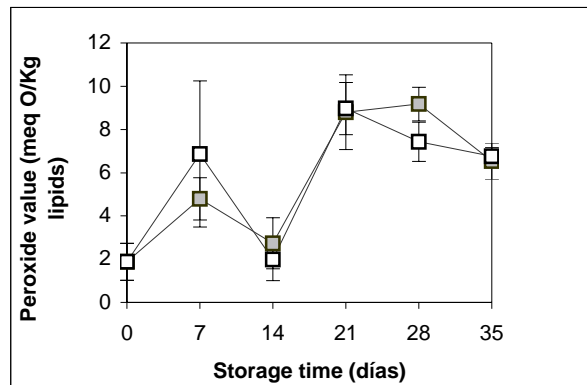 Peroxide value (meq O/Kg
lipids)
12
10
8
6
4
2
0
0 7 14 21 28 35
Storage time (días)